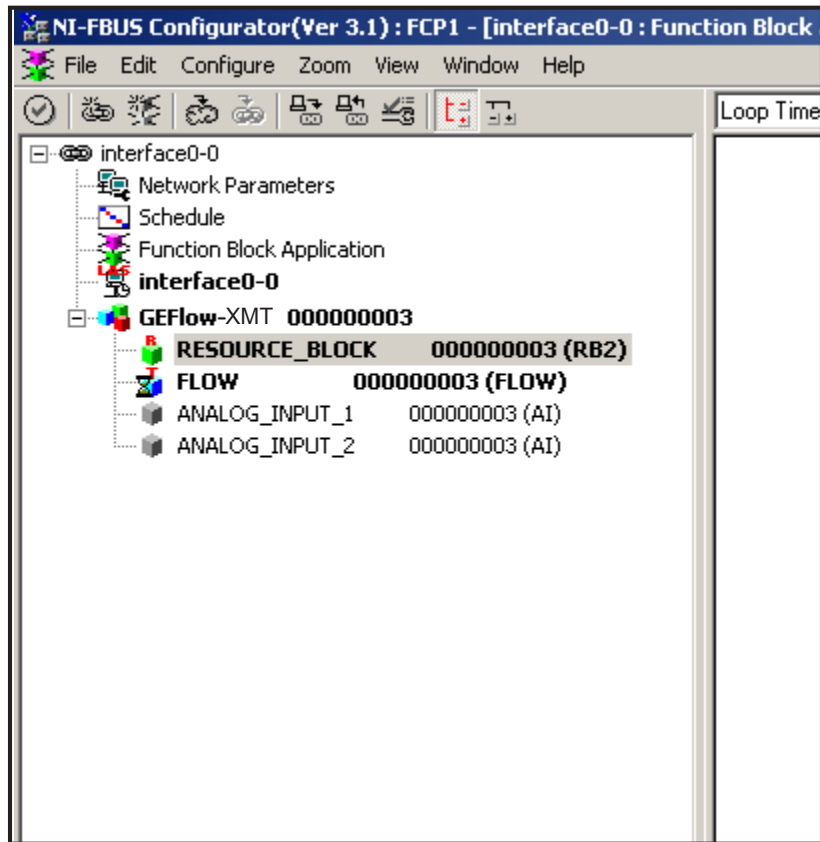 NI-FBUS Configurator(Ver 3.1) : FCP1 - [interface0-0 : Function Block
File Edit Configure Zoom View Window Help
Loop Time
interface0-0
Network Parameters
Schedule
Function Block Application
LAS
interface0-0
GEFlow-XMT 000000003
R
RESOURCE_BLOCK 000000003 (RB2)
T
FLOW 000000003 (FLOW)
ANALOG_INPUT_1 000000003 (AI)
ANALOG_INPUT_2 000000003 (AI)